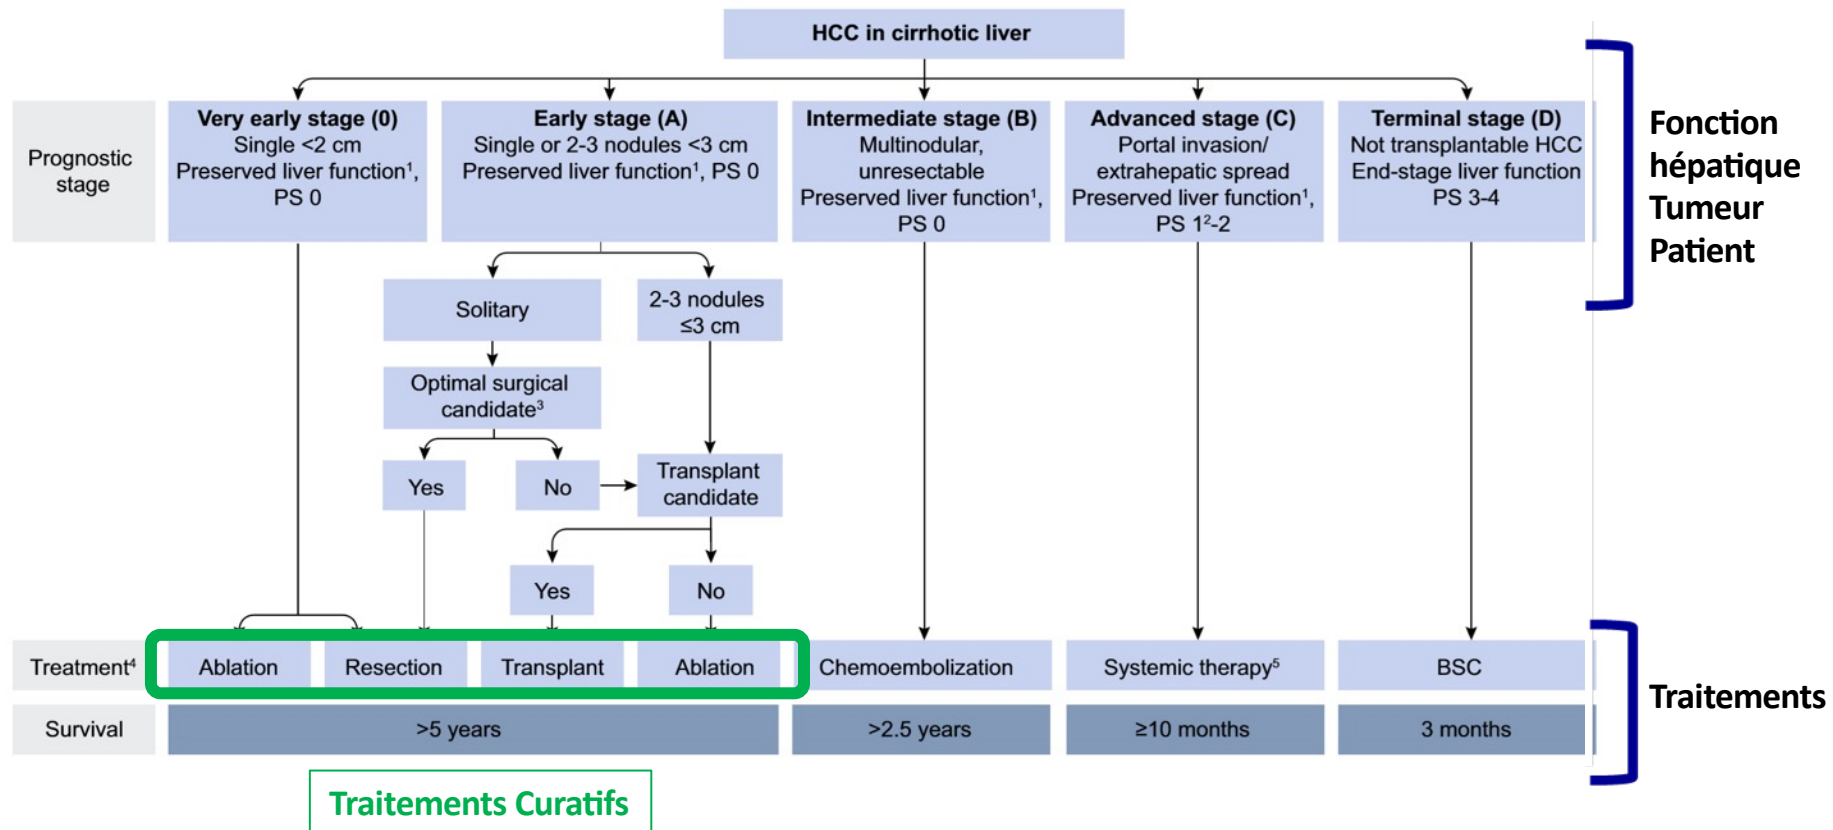 HCC in cirrhotic liver
Prognostic
stage
Very early stage (0)
Single <2 cm
Preserved liver function¹,
PS 0
Early stage (A)
Single or 2-3 nodules <3 cm
Preserved liver function¹, PS 0
Intermediate stage (B)
Multinodular,
unresectable
Preserved liver function¹,
PS 0
Advanced stage (C)
Portal invasion/
extrahepatic spread
Preserved liver function¹,
PS 1²-2
Terminal stage (D)
Not transplantable HCC
End-stage liver function
PS 3-4
Fonction
hépatique
Tumeur
Patient
Solitary
2-3 nodules
≤3 cm
Optimal surgical
candidate³
Yes
No
Transplant
candidate
Yes
No
Treatment⁴
Ablation
Resection
Transplant
Ablation
Chemoembolization
Systemic therapy⁵
BSC
Traitements
Survival
>5 years
>2.5 years
≥10 months
3 months
Traitements Curatifs